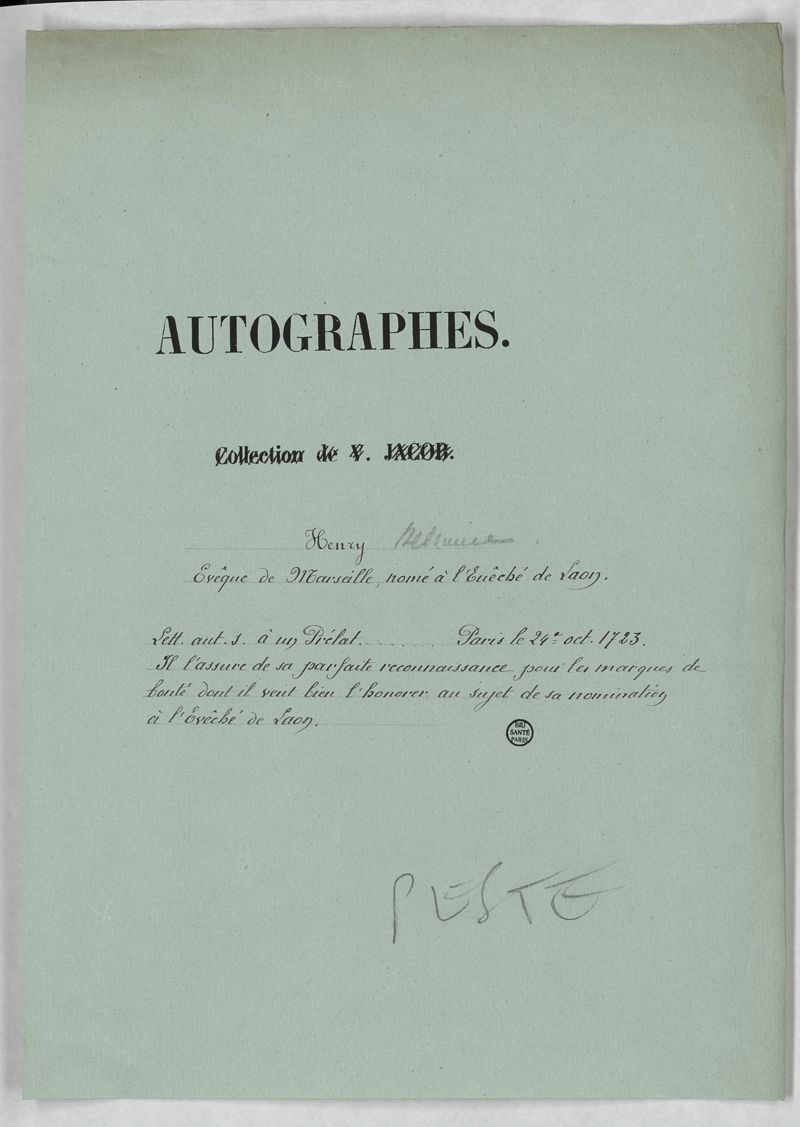 AUTOGRAPHES.
Collection de V. JACOB.
Henry Belsunce
Evêque de Marseille, nomé à l'Evêché de Laon.
Lett. aut. s. à un Prélat. . . . . . . Paris le 24e oct. 1723.
Il l'assure de sa parfaite reconnaissance pour les marques de
bonté dont il veut bien l'honorer au sujet de sa nomination
à l'Evêché de Laon.
BIU
SANTÉ
PARIS
PESTE